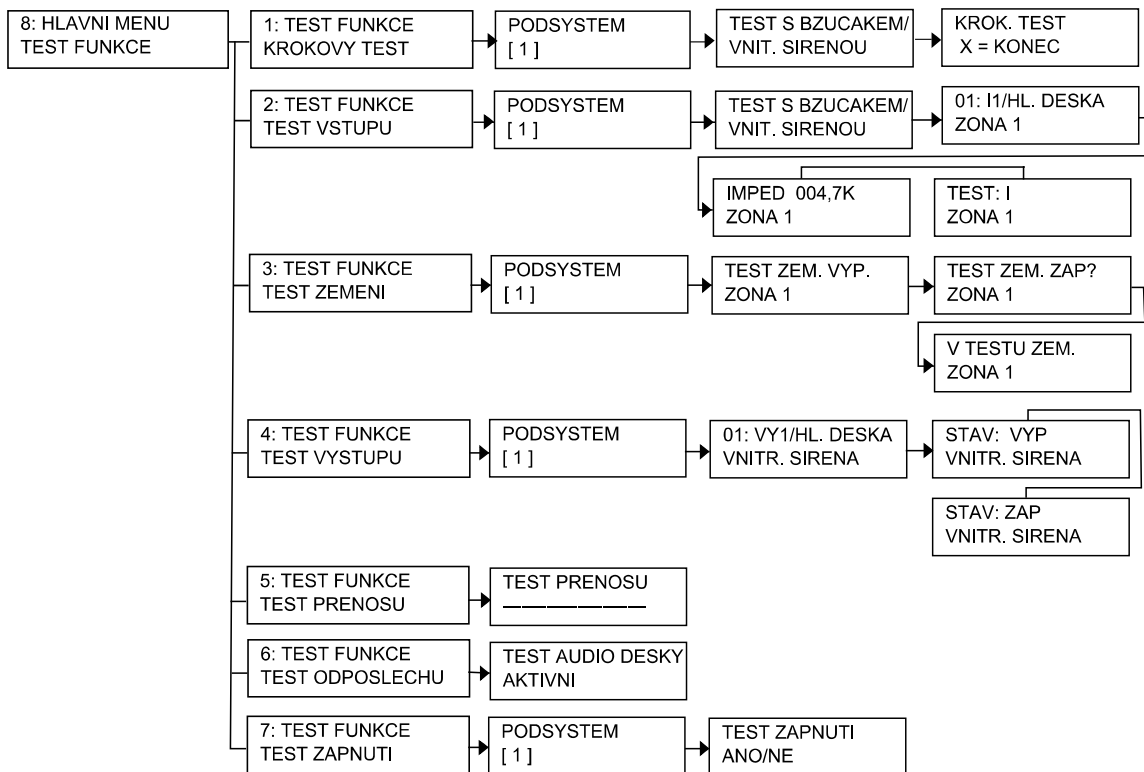 8: HLAVNI MENU
TEST FUNKCE
1: TEST FUNKCE
KROKOVY TEST
PODSYSTEM
[ 1 ]
TEST S BZUCAKEM/
VNIT. SIRENOU
KROK. TEST
X = KONEC
2: TEST FUNKCE
TEST VSTUPU
PODSYSTEM
[ 1 ]
TEST S BZUCAKEM/
VNIT. SIRENOU
01: I1/HL. DESKA
ZONA 1
IMPED 004,7K
ZONA 1
TEST: I
ZONA 1
3: TEST FUNKCE
TEST ZEMENI
PODSYSTEM
[ 1 ]
TEST ZEM. VYP.
ZONA 1
TEST ZEM. ZAP?
ZONA 1
V TESTU ZEM.
ZONA 1
4: TEST FUNKCE
TEST VYSTUPU
PODSYSTEM
[ 1 ]
01: VY1/HL. DESKA
VNITR. SIRENA
STAV: VYP
VNITR. SIRENA
STAV: ZAP
VNITR. SIRENA
5: TEST FUNKCE
TEST PRENOSU
TEST PRENOSU
————————
6: TEST FUNKCE
TEST ODPOSLECHU
TEST AUDIO DESKY
AKTIVNI
7: TEST FUNKCE
TEST ZAPNUTI
PODSYSTEM
[ 1 ]
TEST ZAPNUTI
ANO/NE